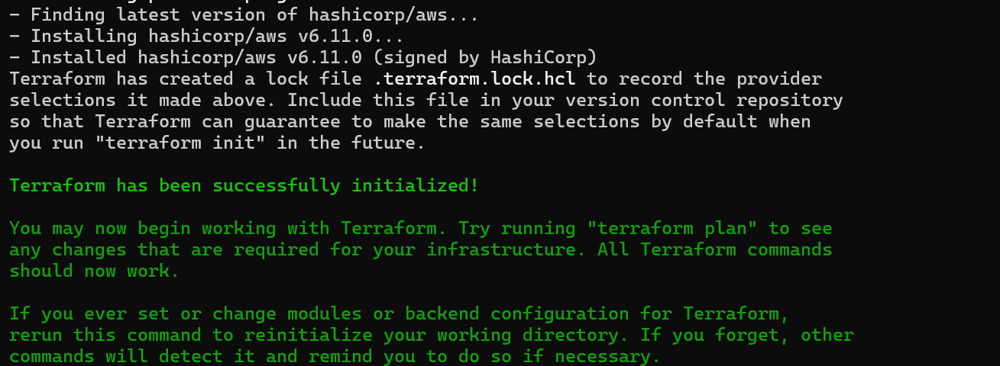 - Finding latest version of hashicorp/aws...
- Installing hashicorp/aws v6.11.0...
- Installed hashicorp/aws v6.11.0 (signed by HashiCorp)
Terraform has created a lock file .terraform.lock.hcl to record the provider
selections it made above. Include this file in your version control repository
so that Terraform can guarantee to make the same selections by default when
you run "terraform init" in the future.
Terraform has been successfully initialized!
You may now begin working with Terraform. Try running "terraform plan" to see
any changes that are required for your infrastructure. All Terraform commands
should now work.
If you ever set or change modules or backend configuration for Terraform,
rerun this command to reinitialize your working directory. If you forget, other
commands will detect it and remind you to do so if necessary.